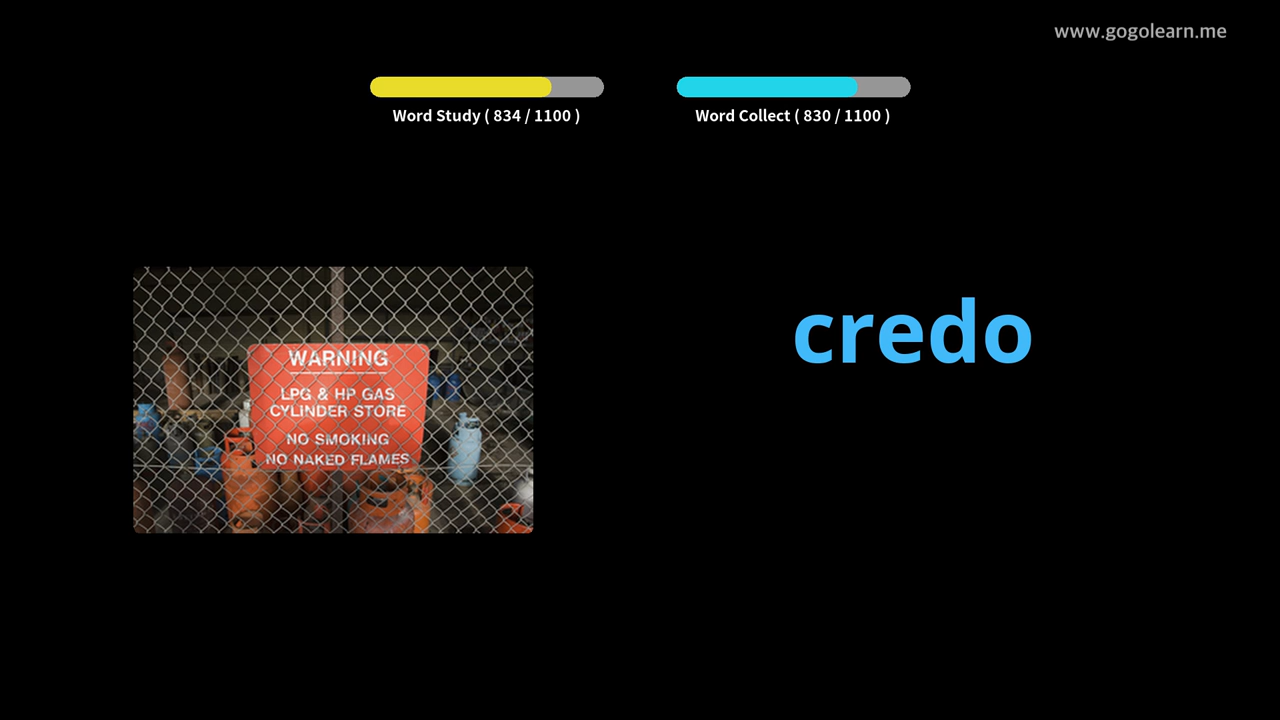 www.gogolearn.me
Word Study ( 834 / 1100 )
Word Collect ( 830 / 1100 )
credo
WARNING
LPG & HP GAS
CYLINDER STORE
NO SMOKING
NO NAKED FLAMES